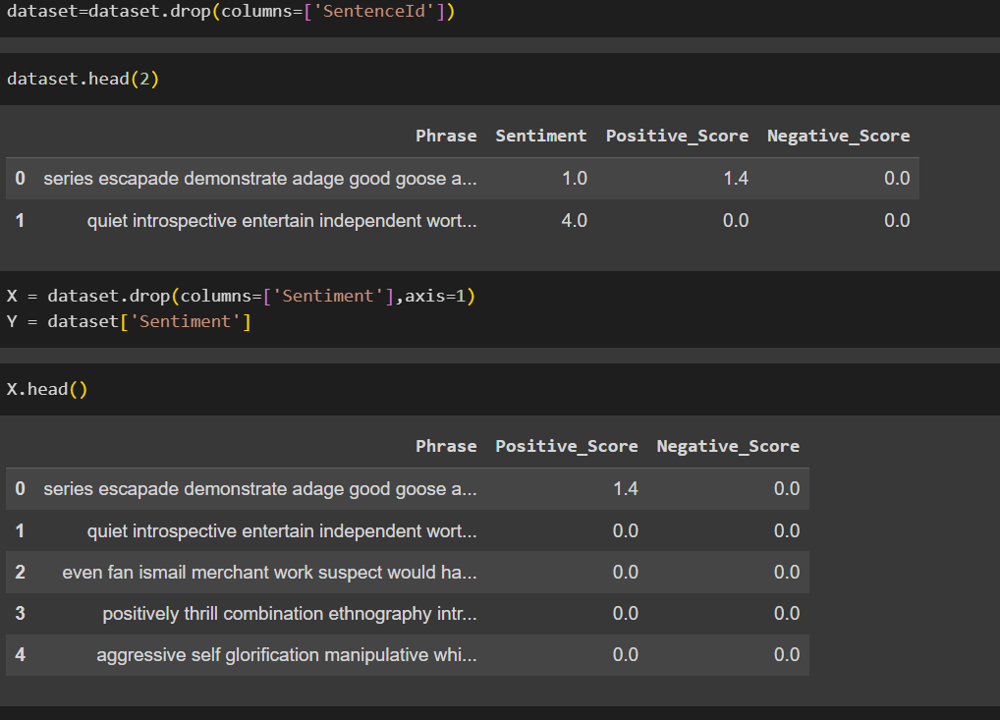 dataset=dataset.drop(columns=['SentenceId'])
dataset.head(2)
Phrase Sentiment Positive_Score Negative_Score
0 series escapade demonstrate adage good goose a... 1.0 1.4 0.0
1 quiet introspective entertain independent wort... 4.0 0.0 0.0
X = dataset.drop(columns=['Sentiment'],axis=1)
Y = dataset['Sentiment']
X.head()
Phrase Positive_Score Negative_Score
0 series escapade demonstrate adage good goose a... 1.4 0.0
1 quiet introspective entertain independent wort... 0.0 0.0
2 even fan ismail merchant work suspect would ha... 0.0 0.0
3 positively thrill combination ethnography intr... 0.0 0.0
4 aggressive self glorification manipulative whi... 0.0 0.0